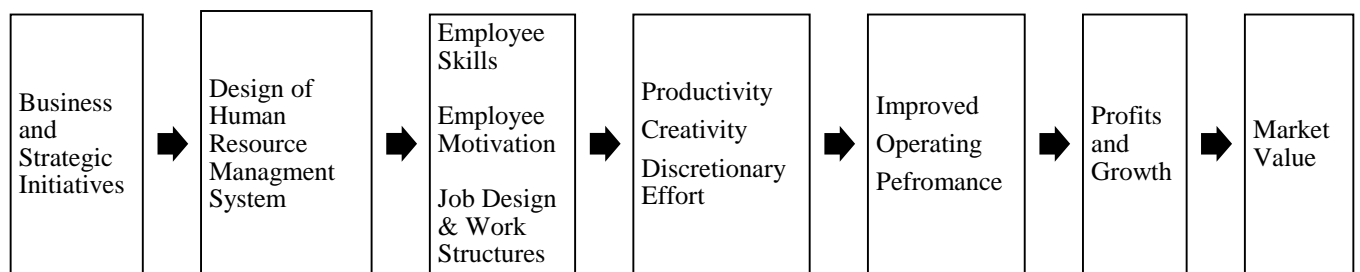 Business
and
Strategic
Initiatives
Design of
Human
Resource
Managment
System
Employee
Skills
Employee
Motivation
Job Design
& Work
Structures
Productivity
Creativity
Discretionary
Effort
Improved
Operating
Pefromance
Profits
and
Growth
Market
Value